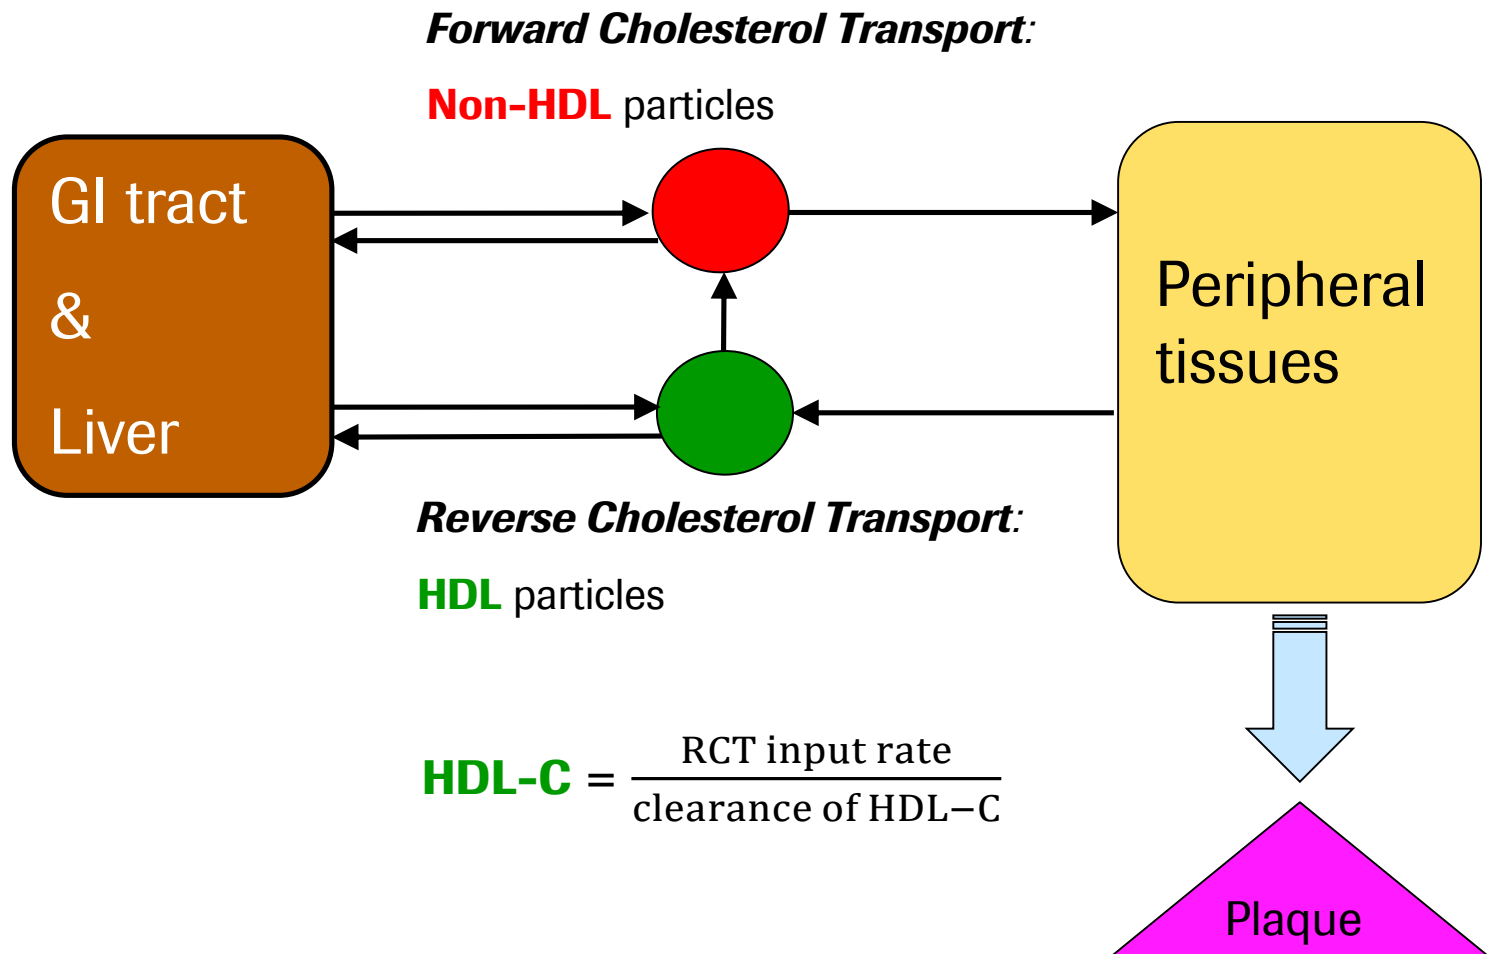 Forward Cholesterol Transport:
Non-HDL particles
GI tract
&
Liver
Peripheral
tissues
Reverse Cholesterol Transport:
HDL particles
HDL-C = RCT input rate
clearance of HDL−C
Plaque